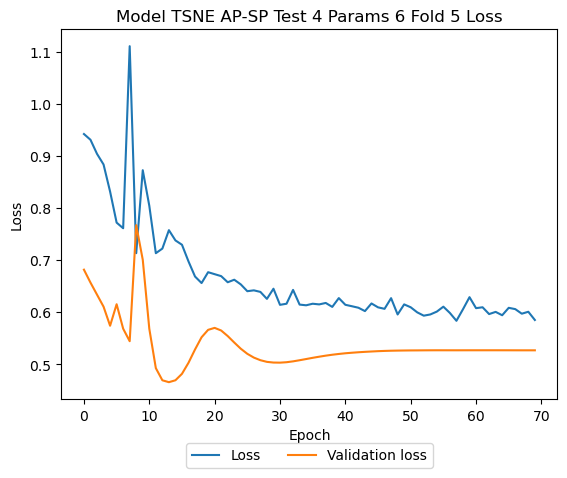 Model TSNE AP-SP Test 4 Params 6 Fold 5 Loss
1.1
1.0
0.9
0.8
0.7
0.6
0.5
Loss
0 10 20 30 40 50 60 70
Epoch
Loss Validation loss